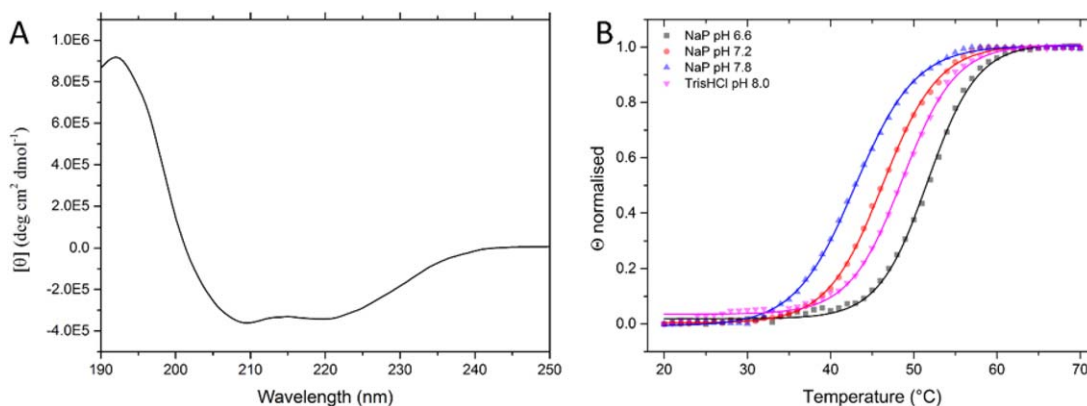 A
[θ] (deg cm² dmol⁻¹)
1.0E6
8.0E5
6.0E5
4.0E5
2.0E5
0.0
-2.0E5
-4.0E5
190 200 210 220 230 240 250
Wavelength (nm)
B
NaP pH 6.6
NaP pH 7.2
NaP pH 7.8
TrisHCl pH 8.0
Θ normalised
1.0
0.8
0.6
0.4
0.2
0.0
20 30 40 50 60 70
Temperature (°C)